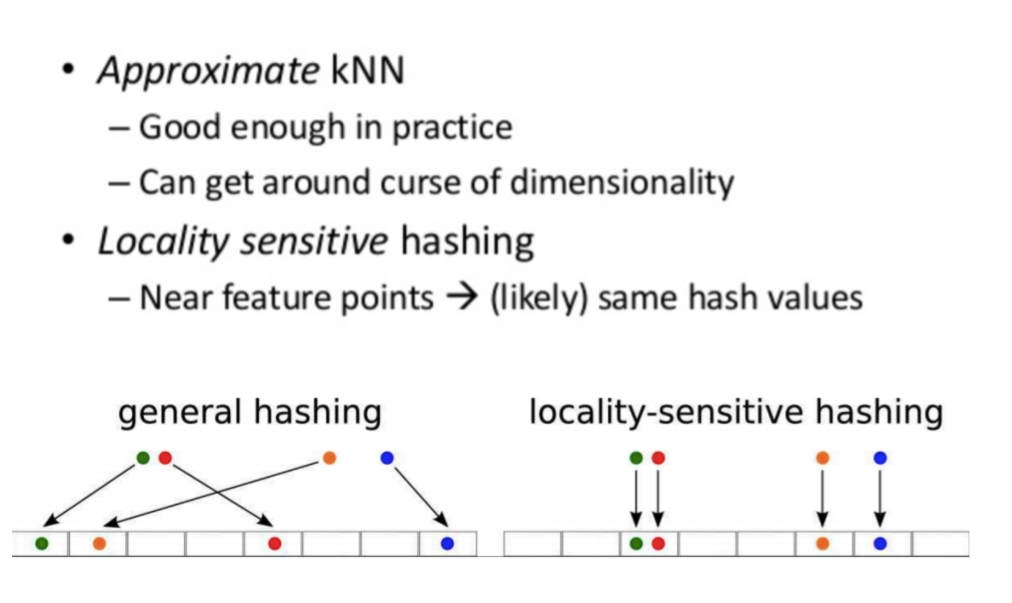 • Approximate kNN
– Good enough in practice
– Can get around curse of dimensionality
• Locality sensitive hashing
– Near feature points → (likely) same hash values
general hashing
locality-sensitive hashing